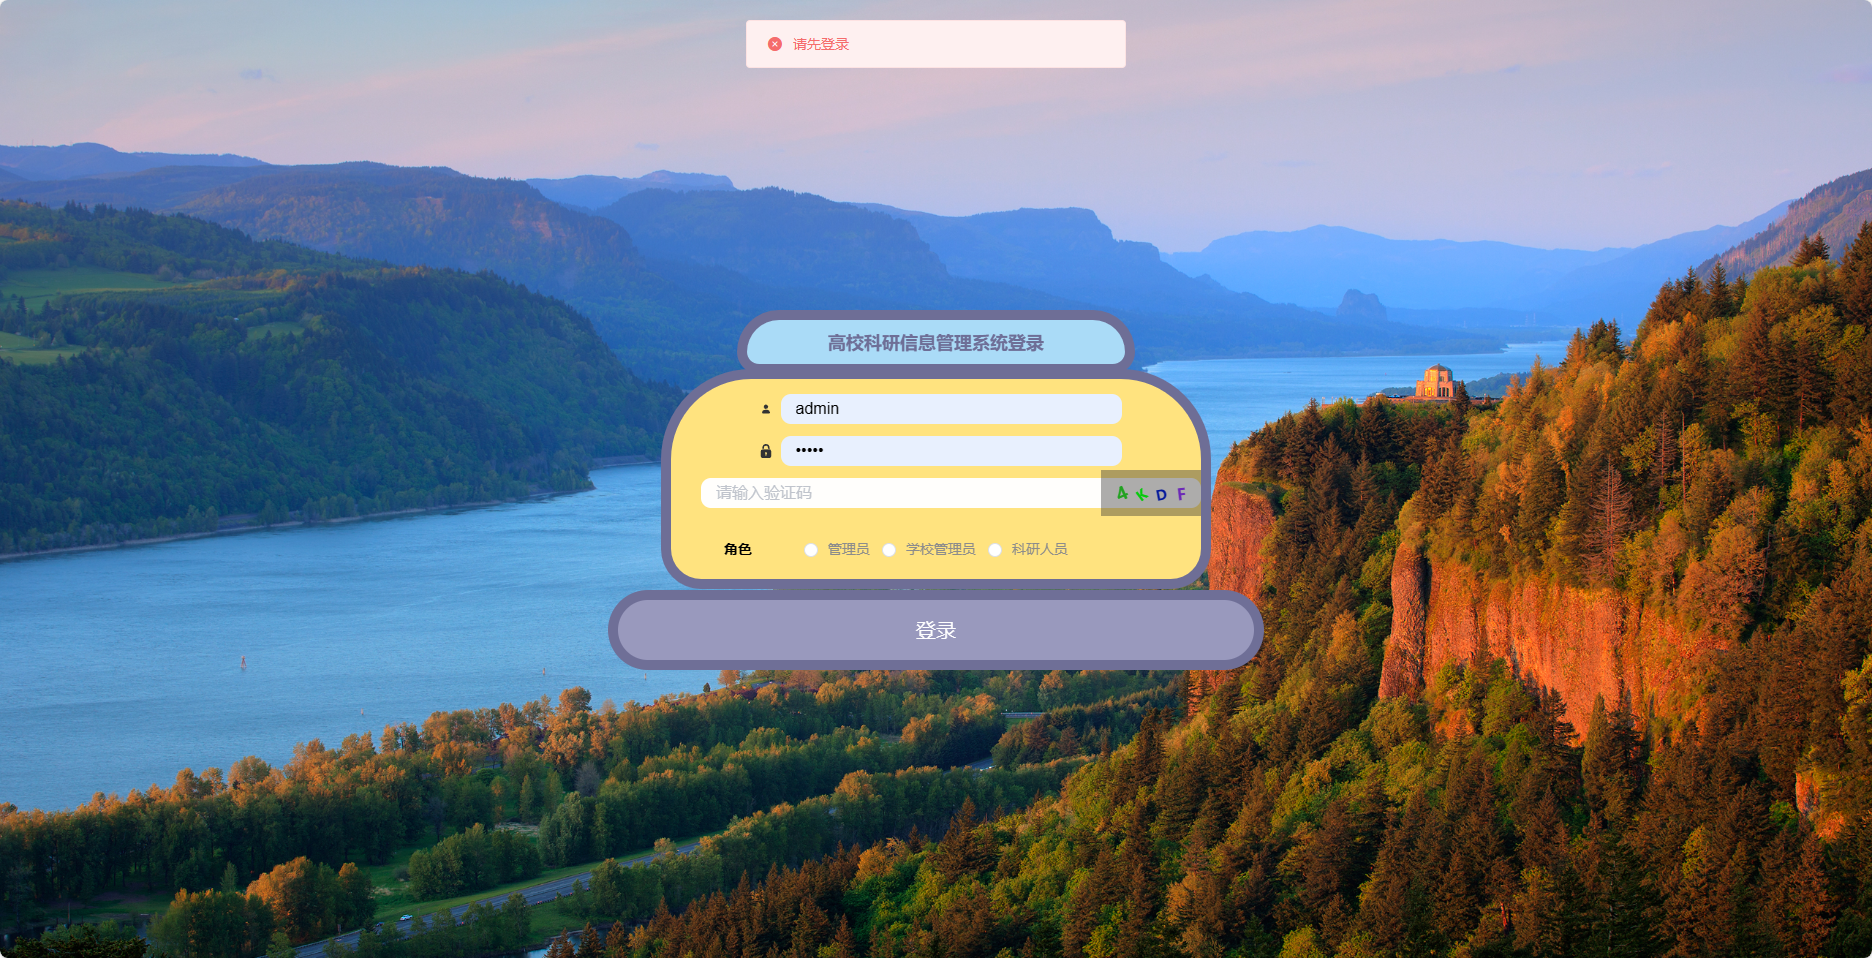 请先登录
高校科研信息管理系统登录
admin
•••••
请输入验证码
4KDF
角色 管理员 学校管理员 科研人员
登录